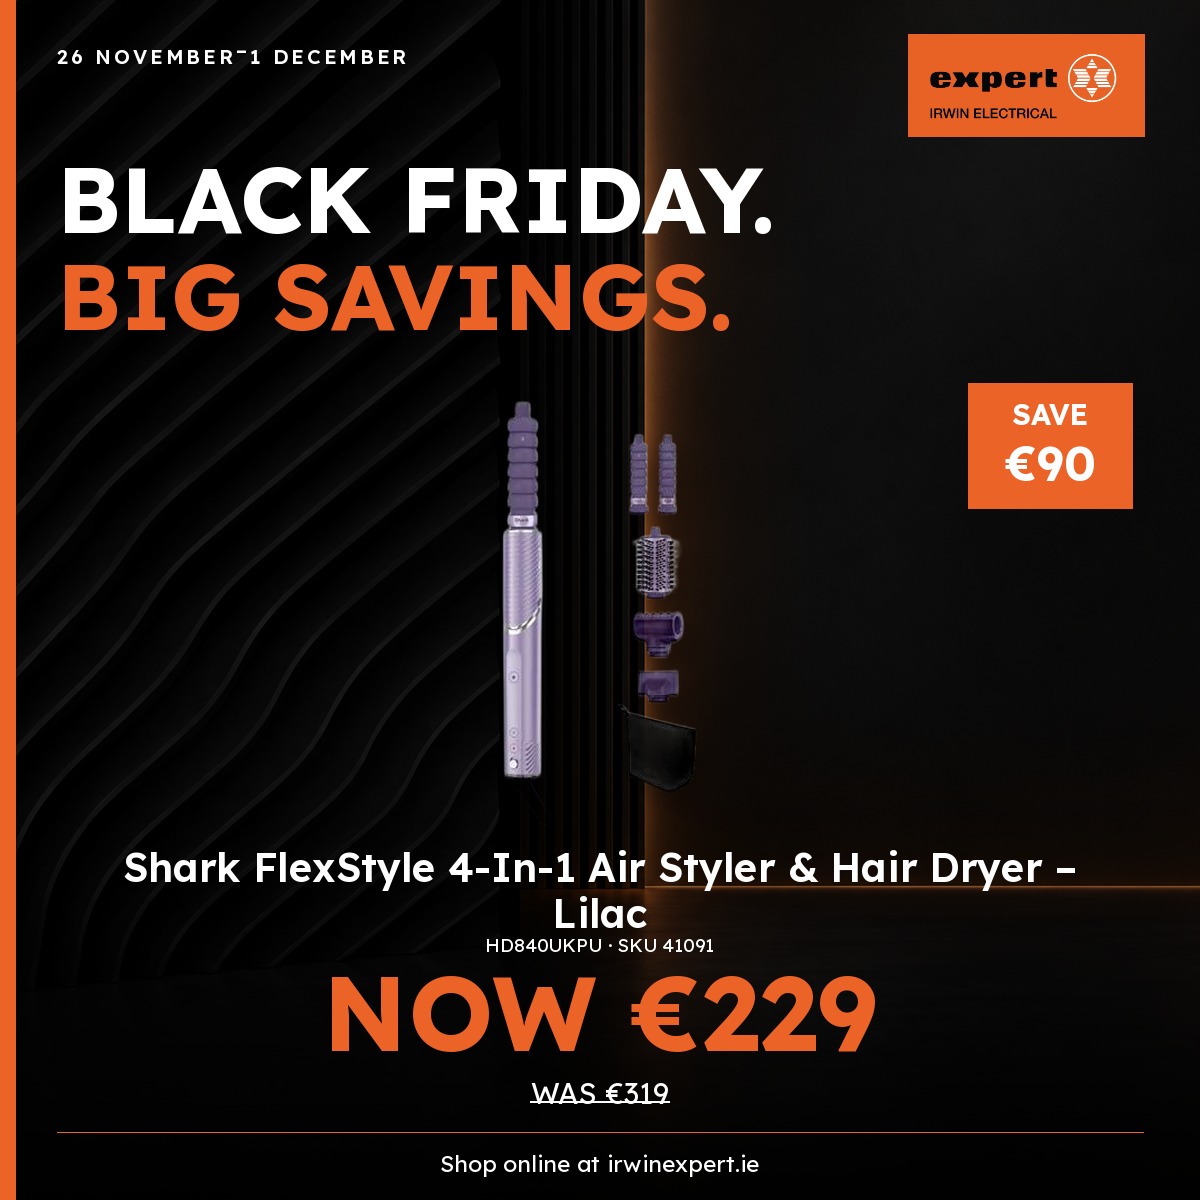 26 NOVEMBER–1 DECEMBER
expert
IRWIN ELECTRICAL
BLACK FRIDAY.
BIG SAVINGS.
SAVE
€90
Shark
Shark FlexStyle 4-In-1 Air Styler & Hair Dryer –
Lilac
HD840UKPU · SKU 41091
NOW €229
WAS €319
Shop online at irwinexpert.ie